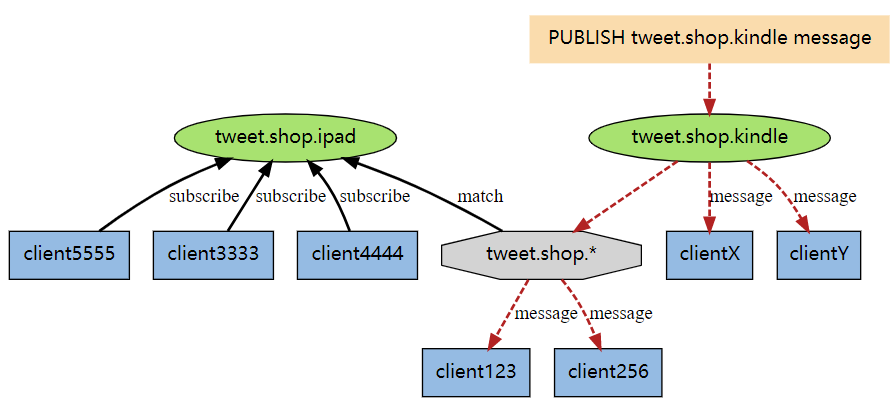 PUBLISH tweet.shop.kindle message
tweet.shop.ipad
tweet.shop.kindle
subscribe
subscribe
subscribe
match
message
message
client5555
client3333
client4444
tweet.shop.*
clientX
clientY
message
message
client123
client256